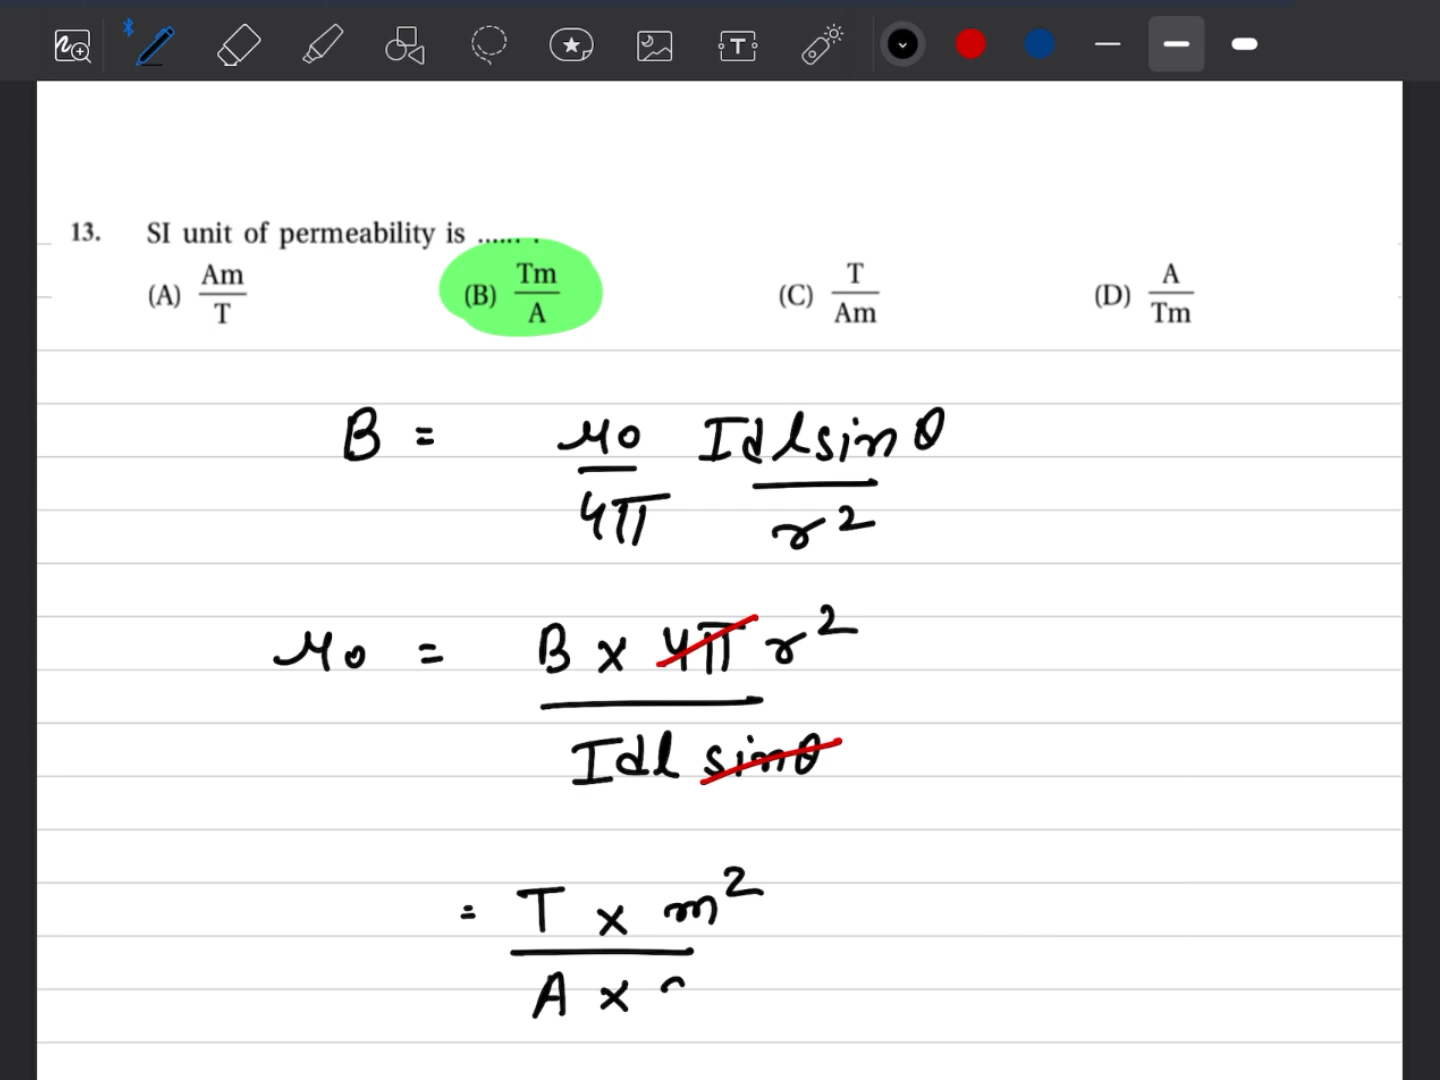 13. SI unit of permeability is ...... .
(A) Am/T (B) Tm/A (C) T/Am (D) A/Tm
B = μ0/4π Idl sinθ/r²
μ0 = B × 4π r²/Idl sinθ
= T × m²/A ×